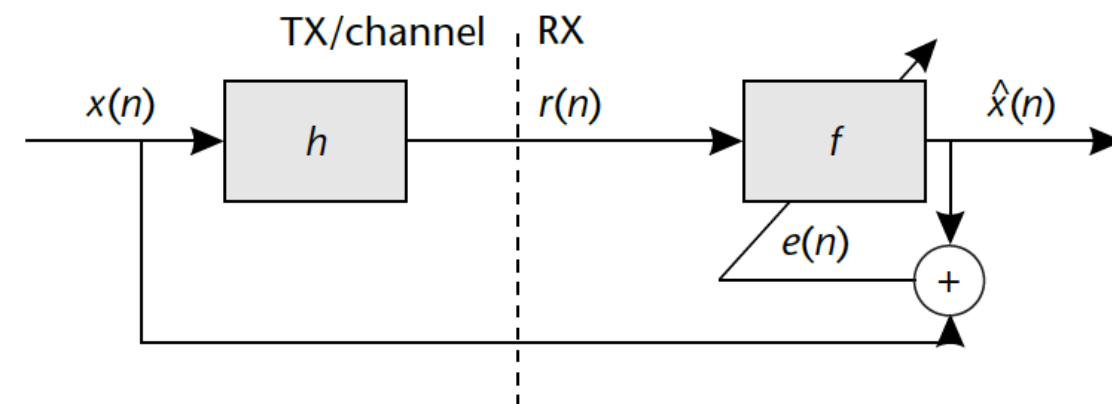 TX/channel RX
x(n) h r(n) f x̂(n)
e(n)
+